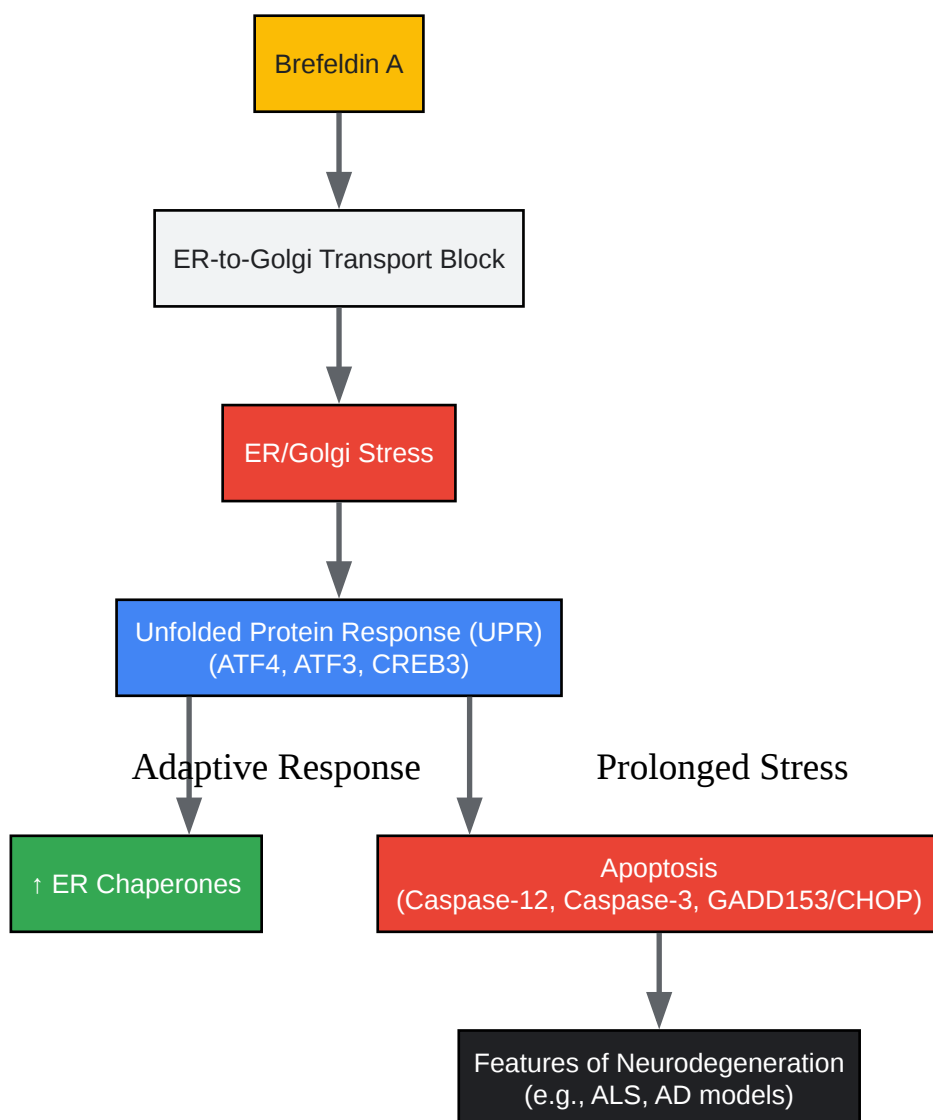 Brefeldin A
ER-to-Golgi Transport Block
ER/Golgi Stress
Unfolded Protein Response (UPR)
(ATF4, ATF3, CREB3)
Adaptive Response
Prolonged Stress
↑ ER Chaperones
Apoptosis
(Caspase-12, Caspase-3, GADD153/CHOP)
Features of Neurodegeneration
(e.g., ALS, AD models)